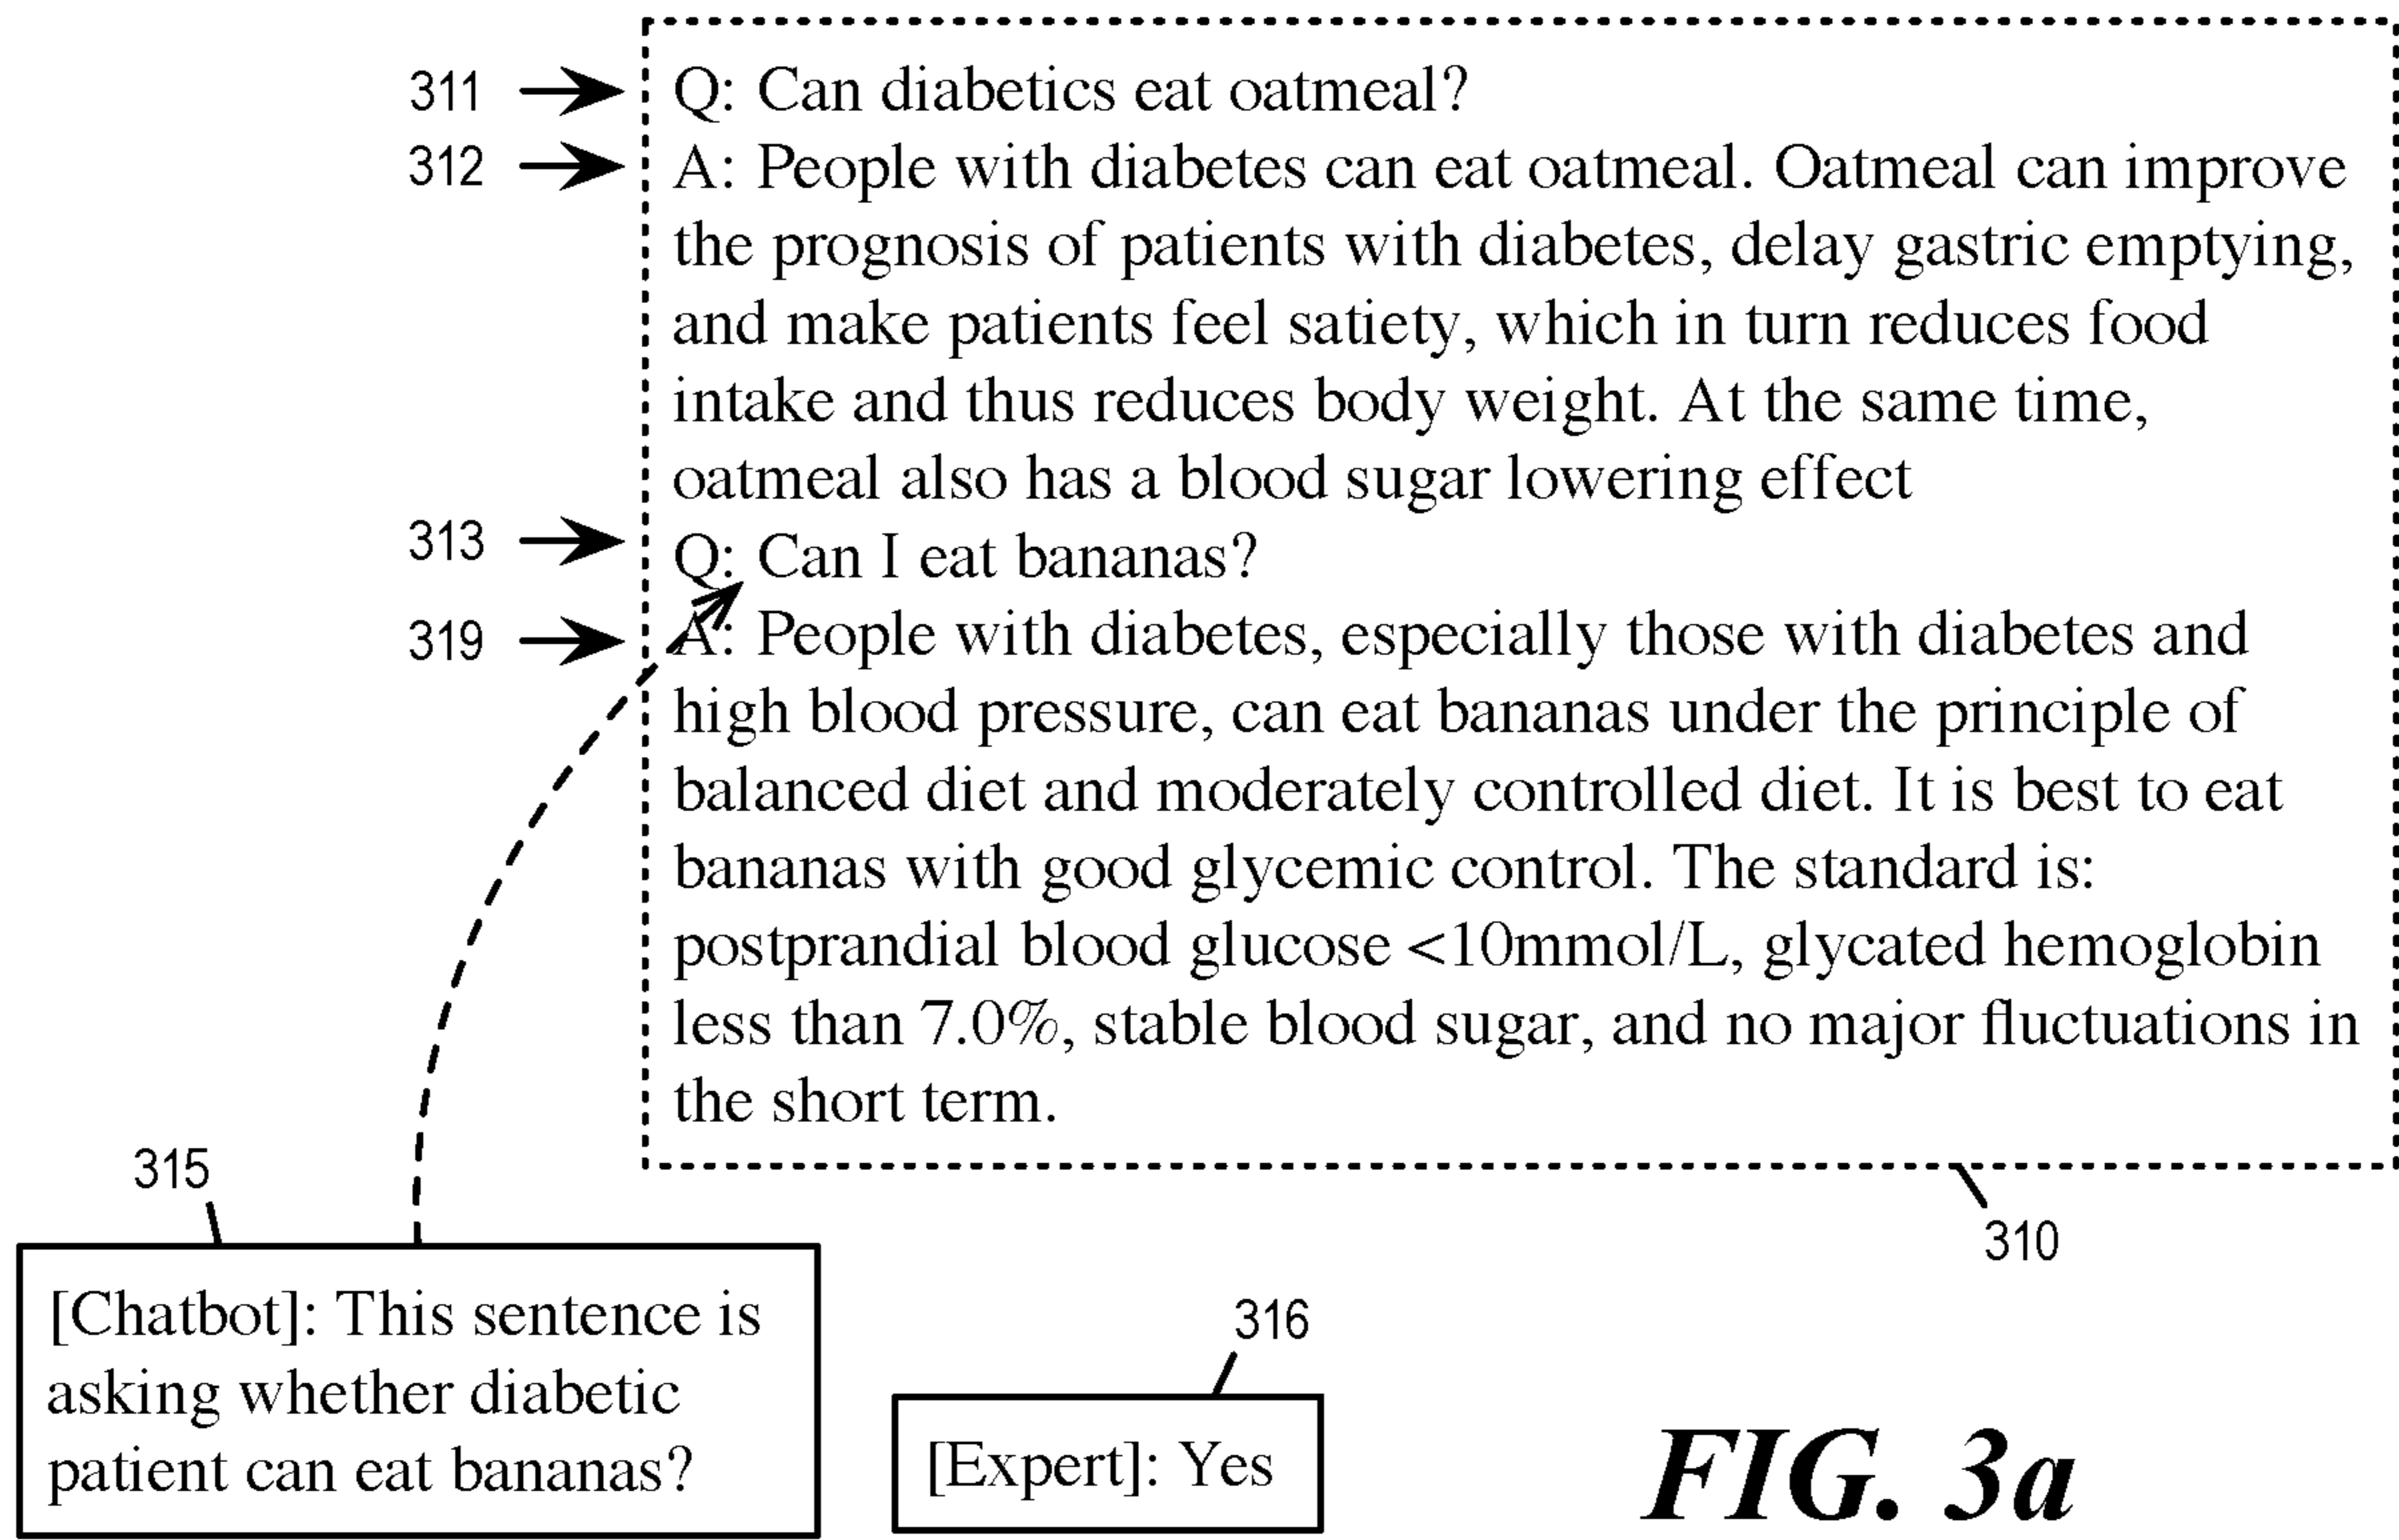 311
Q: Can diabetics eat oatmeal?
312
A: People with diabetes can eat oatmeal. Oatmeal can improve
the prognosis of patients with diabetes, delay gastric emptying,
and make patients feel satiety, which in turn reduces food
intake and thus reduces body weight. At the same time,
oatmeal also has a blood sugar lowering effect
313
Q: Can I eat bananas?
319
A: People with diabetes, especially those with diabetes and
high blood pressure, can eat bananas under the principle of
balanced diet and moderately controlled diet. It is best to eat
bananas with good glycemic control. The standard is:
postprandial blood glucose <10mmol/L, glycated hemoglobin
less than 7.0%, stable blood sugar, and no major fluctuations in
the short term.
310
315
[Chatbot]: This sentence is
asking whether diabetic
patient can eat bananas?
316
[Expert]: Yes
FIG. 3a